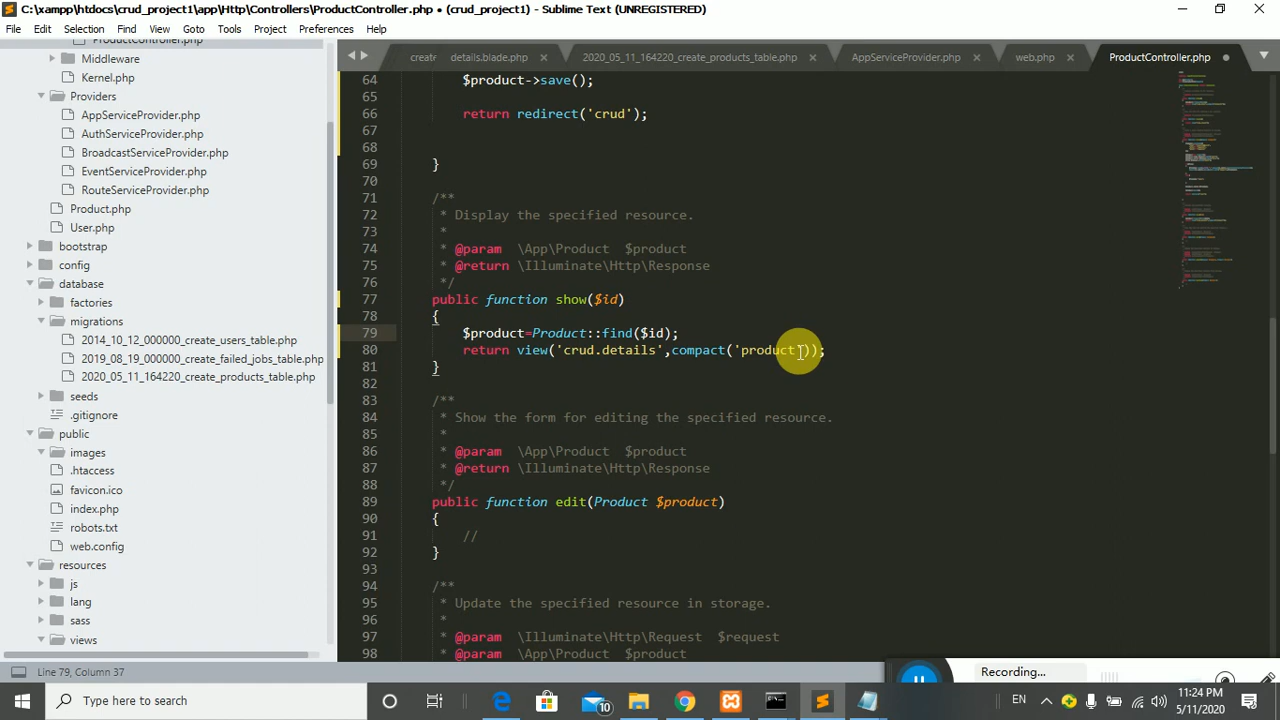 C:\xampp\htdocs\crud_project1\app\Http\Controllers\ProductController.php • (crud_project1) - Sublime Text (UNREGISTERED)
File Edit Selection Find View Goto Tools Project Preferences Help
ProductController.php
Middleware
Kernel.php
Providers
AppServiceProvider.php
AuthServiceProvider.php
BroadcastServiceProvider.php
EventServiceProvider.php
RouteServiceProvider.php
Product.php
User.php
bootstrap
config
database
factories
migrations
2014_10_12_000000_create_users_table.php
2019_08_19_000000_create_failed_jobs_table.php
2020_05_11_164220_create_products_table.php
seeds
.gitignore
public
images
.htaccess
favicon.ico
index.php
robots.txt
web.config
resources
js
lang
sass
views
create details.blade.php 2020_05_11_164220_create_products_table.php AppServiceProvider.php web.php ProductController.php
64 $product->save();
65
66 return redirect('crud');
67
68
69 }
70
71 /**
72 * Display the specified resource.
73 *
74 * @param \App\Product $product
75 * @return \Illuminate\Http\Response
76 */
77 public function show($id)
78 {
79 $product=Product::find($id);
80 return view('crud.details',compact('product'));
81 }
82
83 /**
84 * Show the form for editing the specified resource.
85 *
86 * @param \App\Product $product
87 * @return \Illuminate\Http\Response
88 */
89 public function edit(Product $product)
90 {
91 //
92 }
93
94 /**
95 * Update the specified resource in storage.
96 *
97 * @param \Illuminate\Http\Request $request
98 * @param \App\Product $product
Line 79, Column 37
Recording...
Type here to search
10
EN
11:24 PM
5/11/2020